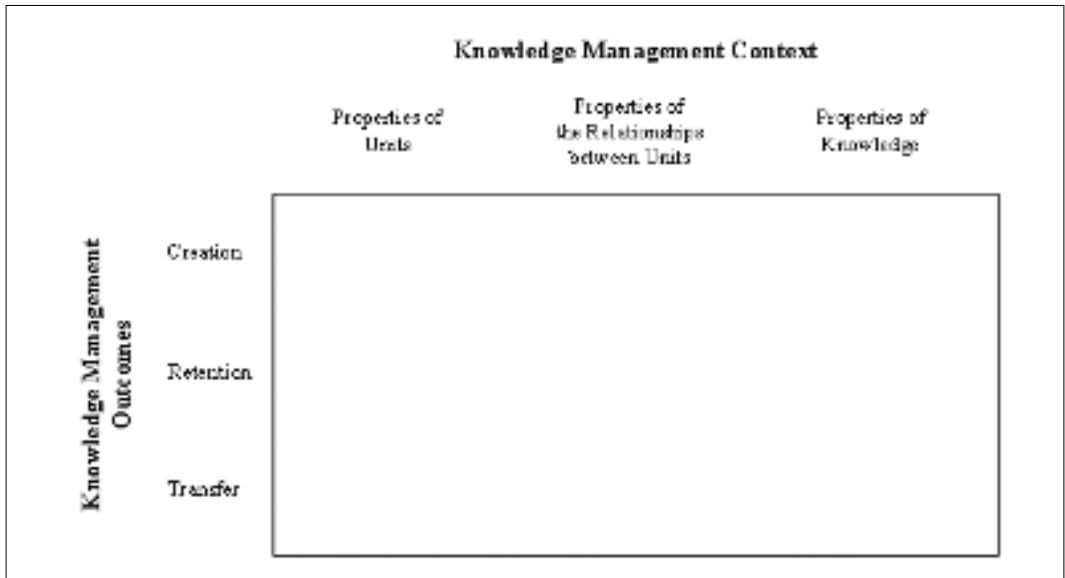 Knowledge Management Context
Properties of
Units
Properties of
the Relationships
between Units
Properties of
Knowledge
Knowledge Management
Outcomes
Creation
Retention
Transfer